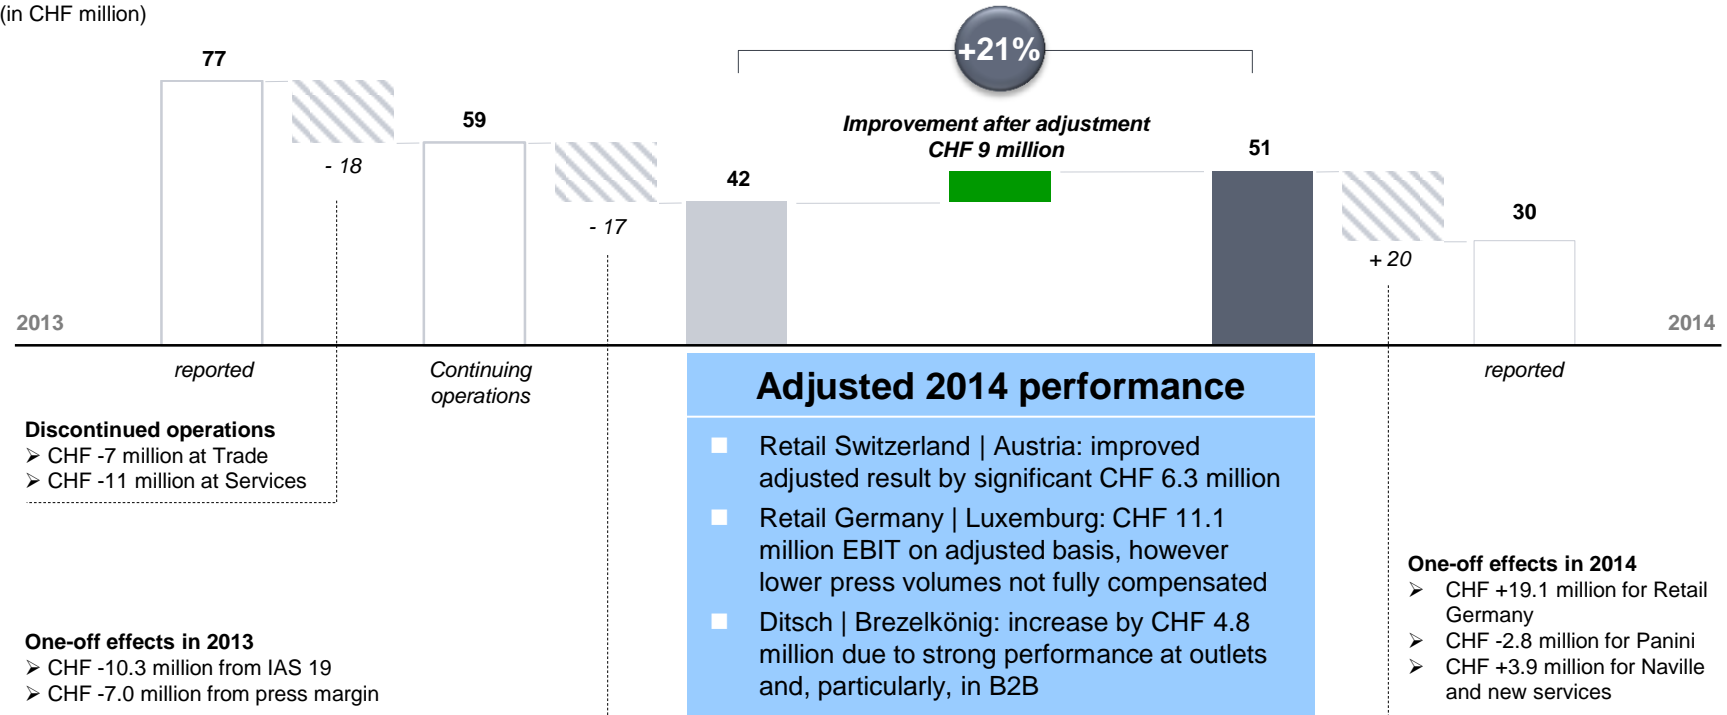 (in CHF million)
+21%
77
Improvement after adjustment
CHF 9 million
59
51
- 18
42
30
- 17
+ 20
2013
2014
reported
Continuing
operations
reported
Discontinued operations
➢ CHF -7 million at Trade
➢ CHF -11 million at Services
One-off effects in 2013
➢ CHF -10.3 million from IAS 19
➢ CHF -7.0 million from press margin
Adjusted 2014 performance
Retail Switzerland | Austria: improved
adjusted result by significant CHF 6.3 million
Retail Germany | Luxemburg: CHF 11.1
million EBIT on adjusted basis, however
lower press volumes not fully compensated
Ditsch | Brezelkönig: increase by CHF 4.8
million due to strong performance at outlets
and, particularly, in B2B
One-off effects in 2014
➢ CHF +19.1 million for Retail
Germany
➢ CHF -2.8 million for Panini
➢ CHF +3.9 million for Naville
and new services